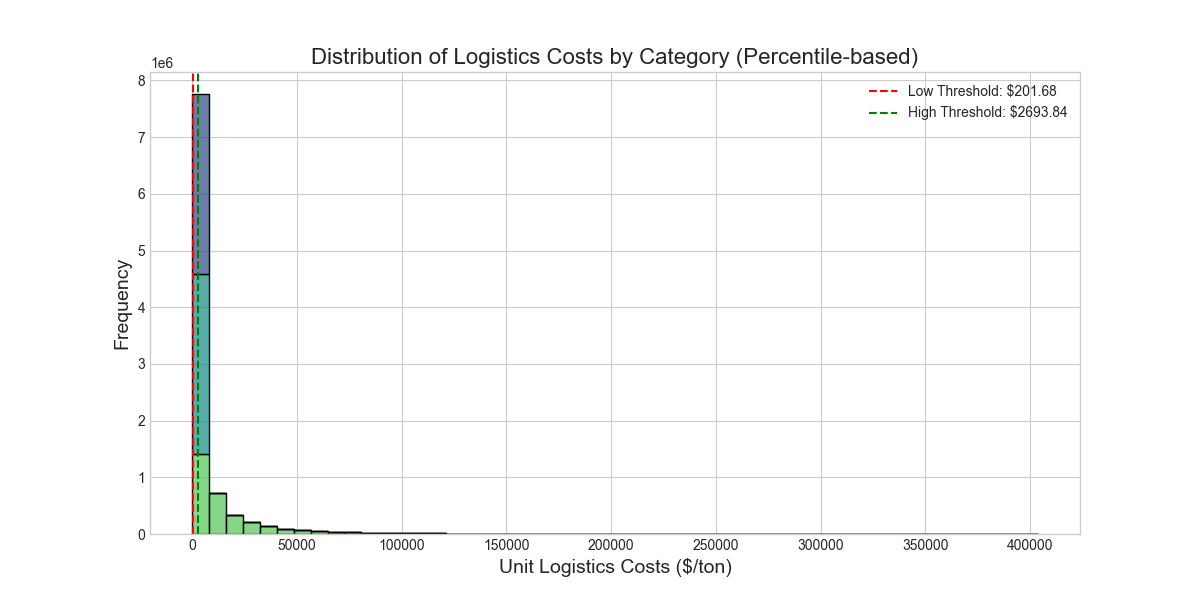 Distribution of Logistics Costs by Category (Percentile-based)
1e6
8
7
6
5
4
3
2
1
0
Frequency
Low Threshold: $201.68
High Threshold: $2693.84
0 50000 100000 150000 200000 250000 300000 350000 400000
Unit Logistics Costs ($/ton)